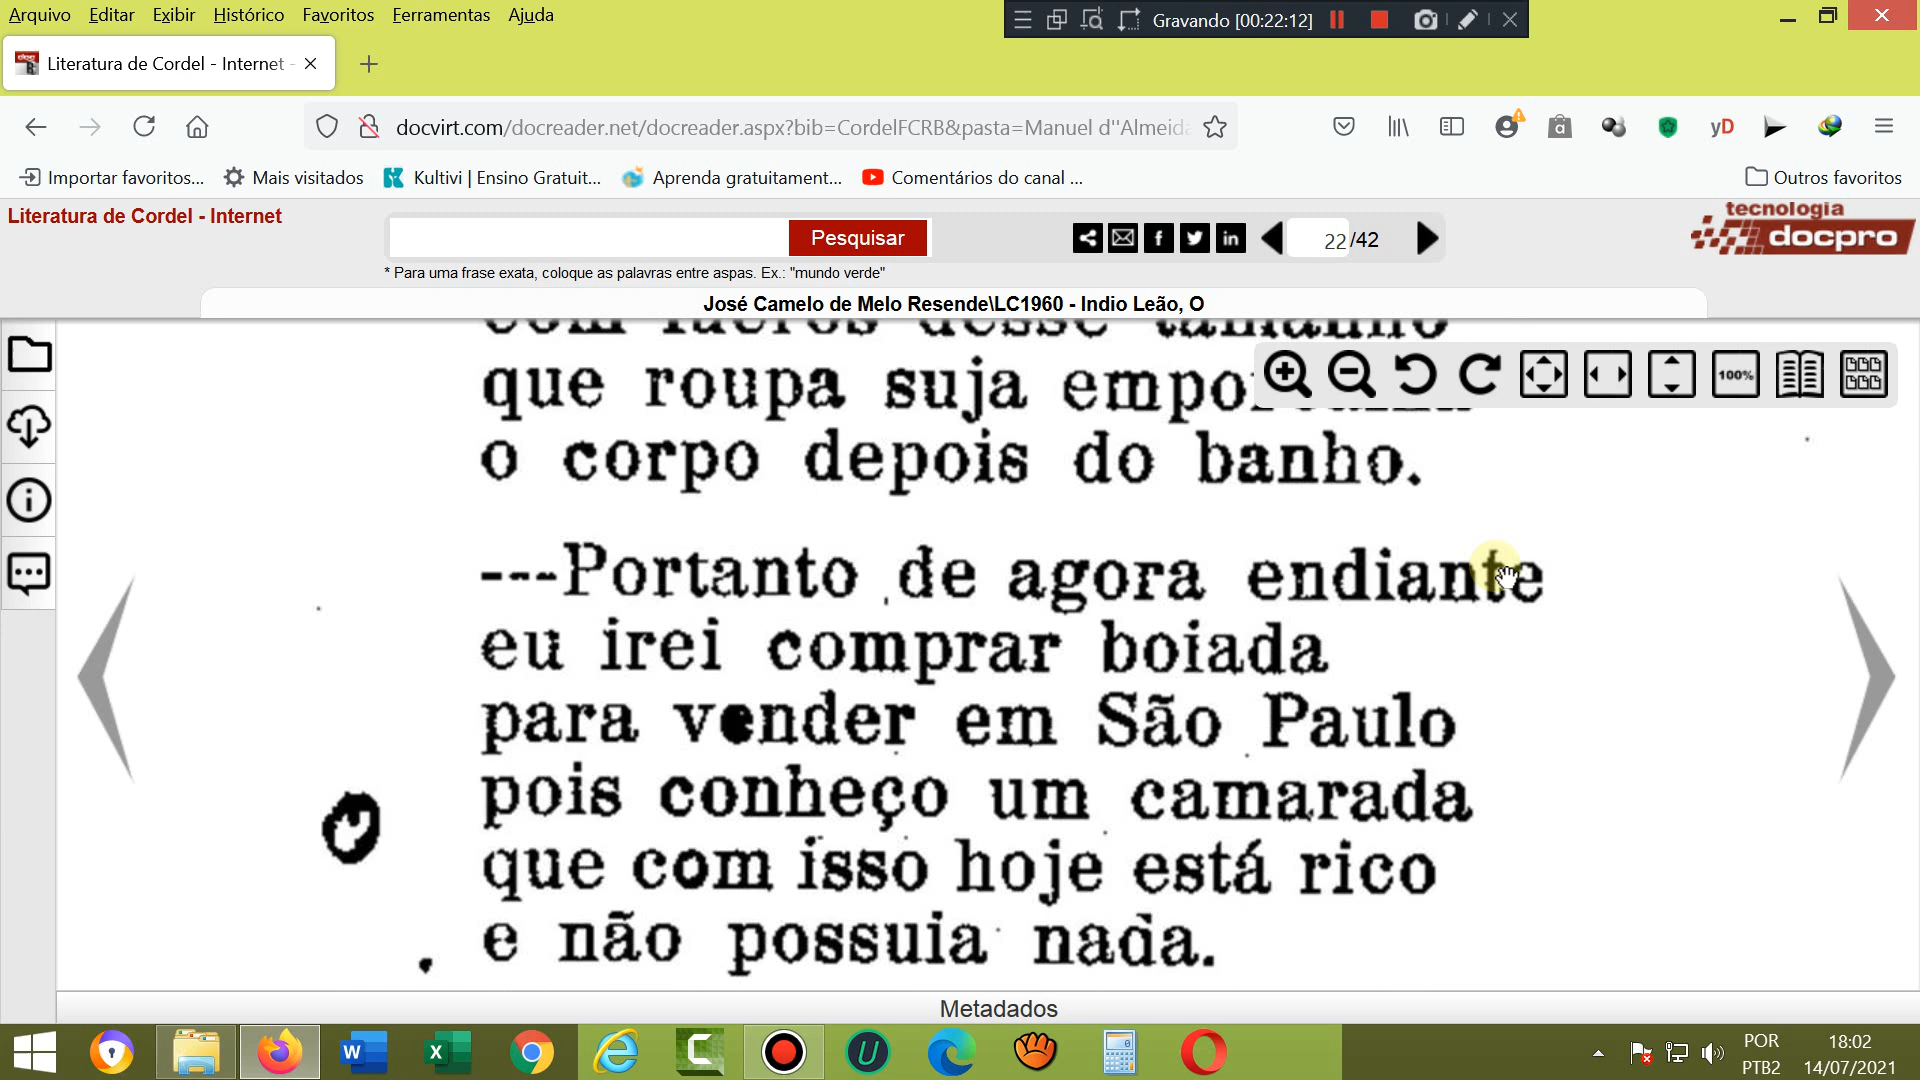 Arquivo Editar Exibir Histórico Favoritos Ferramentas Ajuda
Gravando [00:22:12]
Literatura de Cordel - Internet -
docvirt.com/docreader.net/docreader.aspx?bib=CordelFCRB&pasta=Manuel d"Almeida
Importar favoritos... Mais visitados Kultivi | Ensino Gratuit... Aprenda gratuitament... Comentários do canal ... Outros favoritos
Literatura de Cordel - Internet
Pesquisar
22/42
tecnologia
docpro
* Para uma frase exata, coloque as palavras entre aspas. Ex.: "mundo verde"
José Camelo de Melo Resende\LC1960 - Indio Leão, O
desse tamanho
que roupa suja
100%
o corpo depois do banho.
---Portanto de agora endiante
eu irei comprar boiada
para vender em São Paulo
pois conheço um camarada
que com isso hoje está rico
e não possuia nada.
Metadados
POR
PTB2
18:02
14/07/2021